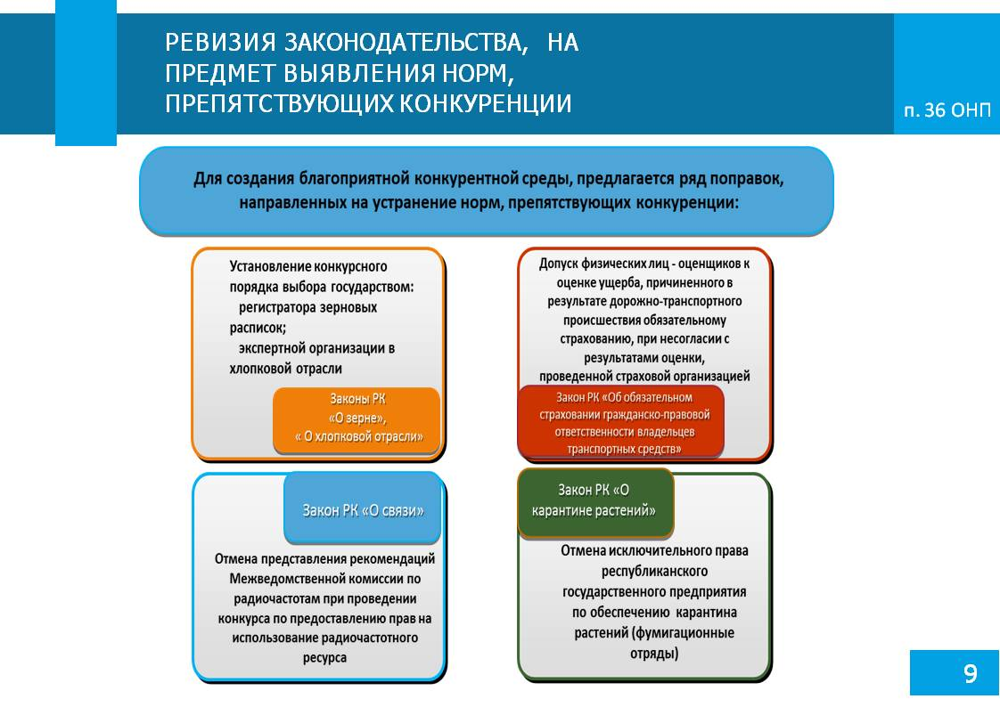 РЕВИЗИЯ ЗАКОНОДАТЕЛЬСТВА, НА
ПРЕДМЕТ ВЫЯВЛЕНИЯ НОРМ,
ПРЕПЯТСТВУЮЩИХ КОНКУРЕНЦИИ
п. 36 ОНП
Для создания благоприятной конкурентной среды, предлагается ряд поправок,
направленных на устранение норм, препятствующих конкуренции:
Установление конкурсного
порядка выбора государством:
регистратора зерновых
расписок;
экспертной организации в
хлопковой отрасли
Законы РК
«О зерне»,
« О хлопковой отрасли»
Допуск физических лиц - оценщиков к
оценке ущерба, причиненного в
результате дорожно-транспортного
происшествия обязательному
страхованию, при несогласии с
результатами оценки,
проведенной страховой организацией
Закон РК «Об обязательном
страховании гражданско-правовой
ответственности владельцев
транспортных средств»
Закон РК «О связи»
Отмена представления рекомендаций
Межведомственной комиссии по
радиочастотам при проведении
конкурса по предоставлению прав на
использование радиочастотного
ресурса
Закон РК «О
карантине растений»
Отмена исключительного права
республиканского
государственного предприятия
по обеспечению карантина
растений (фумигационные
отряды)
9